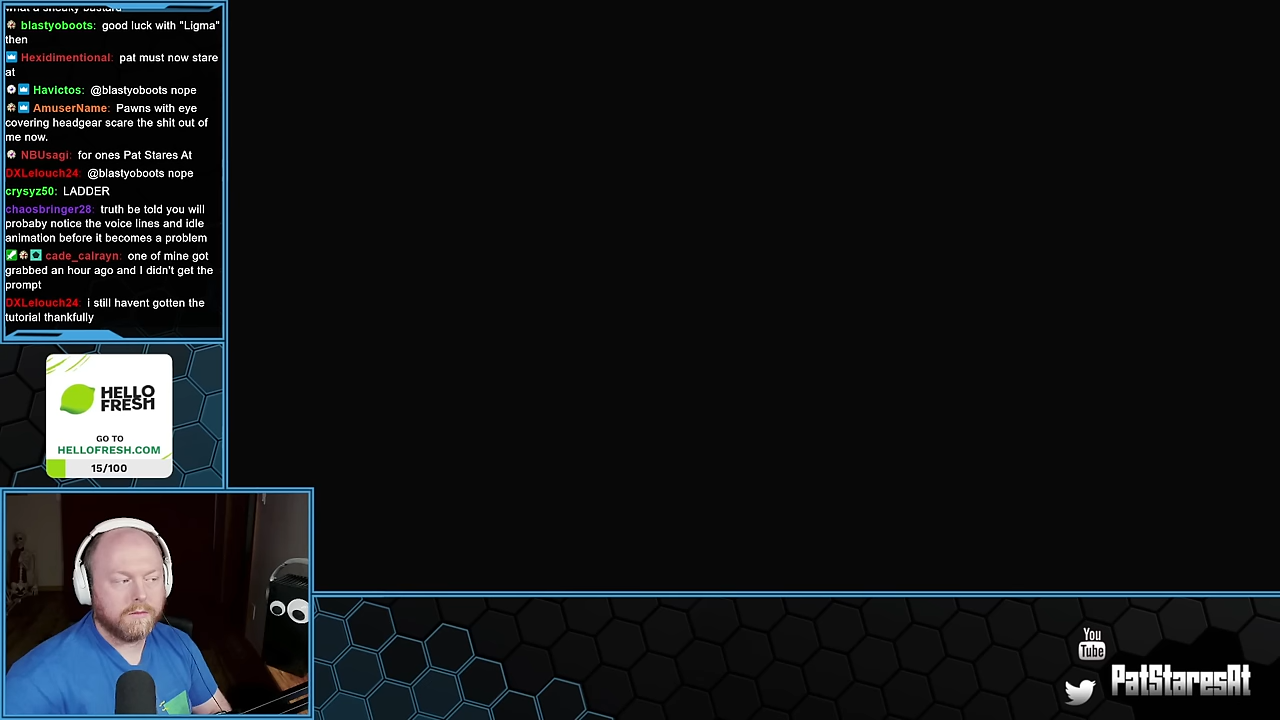 what a sneaky bastard
blastyoboots: good luck with "Ligma"
then
Hexidimentional: pat must now stare
at
Havictos: @blastyoboots nope
AmuserName: Pawns with eye
covering headgear scare the shit out of
me now.
NBUsagi: for ones Pat Stares At
DXLelouch24: @blastyoboots nope
crysyz50: LADDER
chaosbringer28: truth be told you will
probaby notice the voice lines and idle
anImation before it becomes a problem
cade_calrayn: one of mine got
grabbed an hour ago and I didn't get the
prompt
DXLelouch24: i still havent gotten the
tutorial thankfully
HELLO
FRESH
GO TO
HELLOFRESH.COM
15/100
You
Tube
PatStaresAt